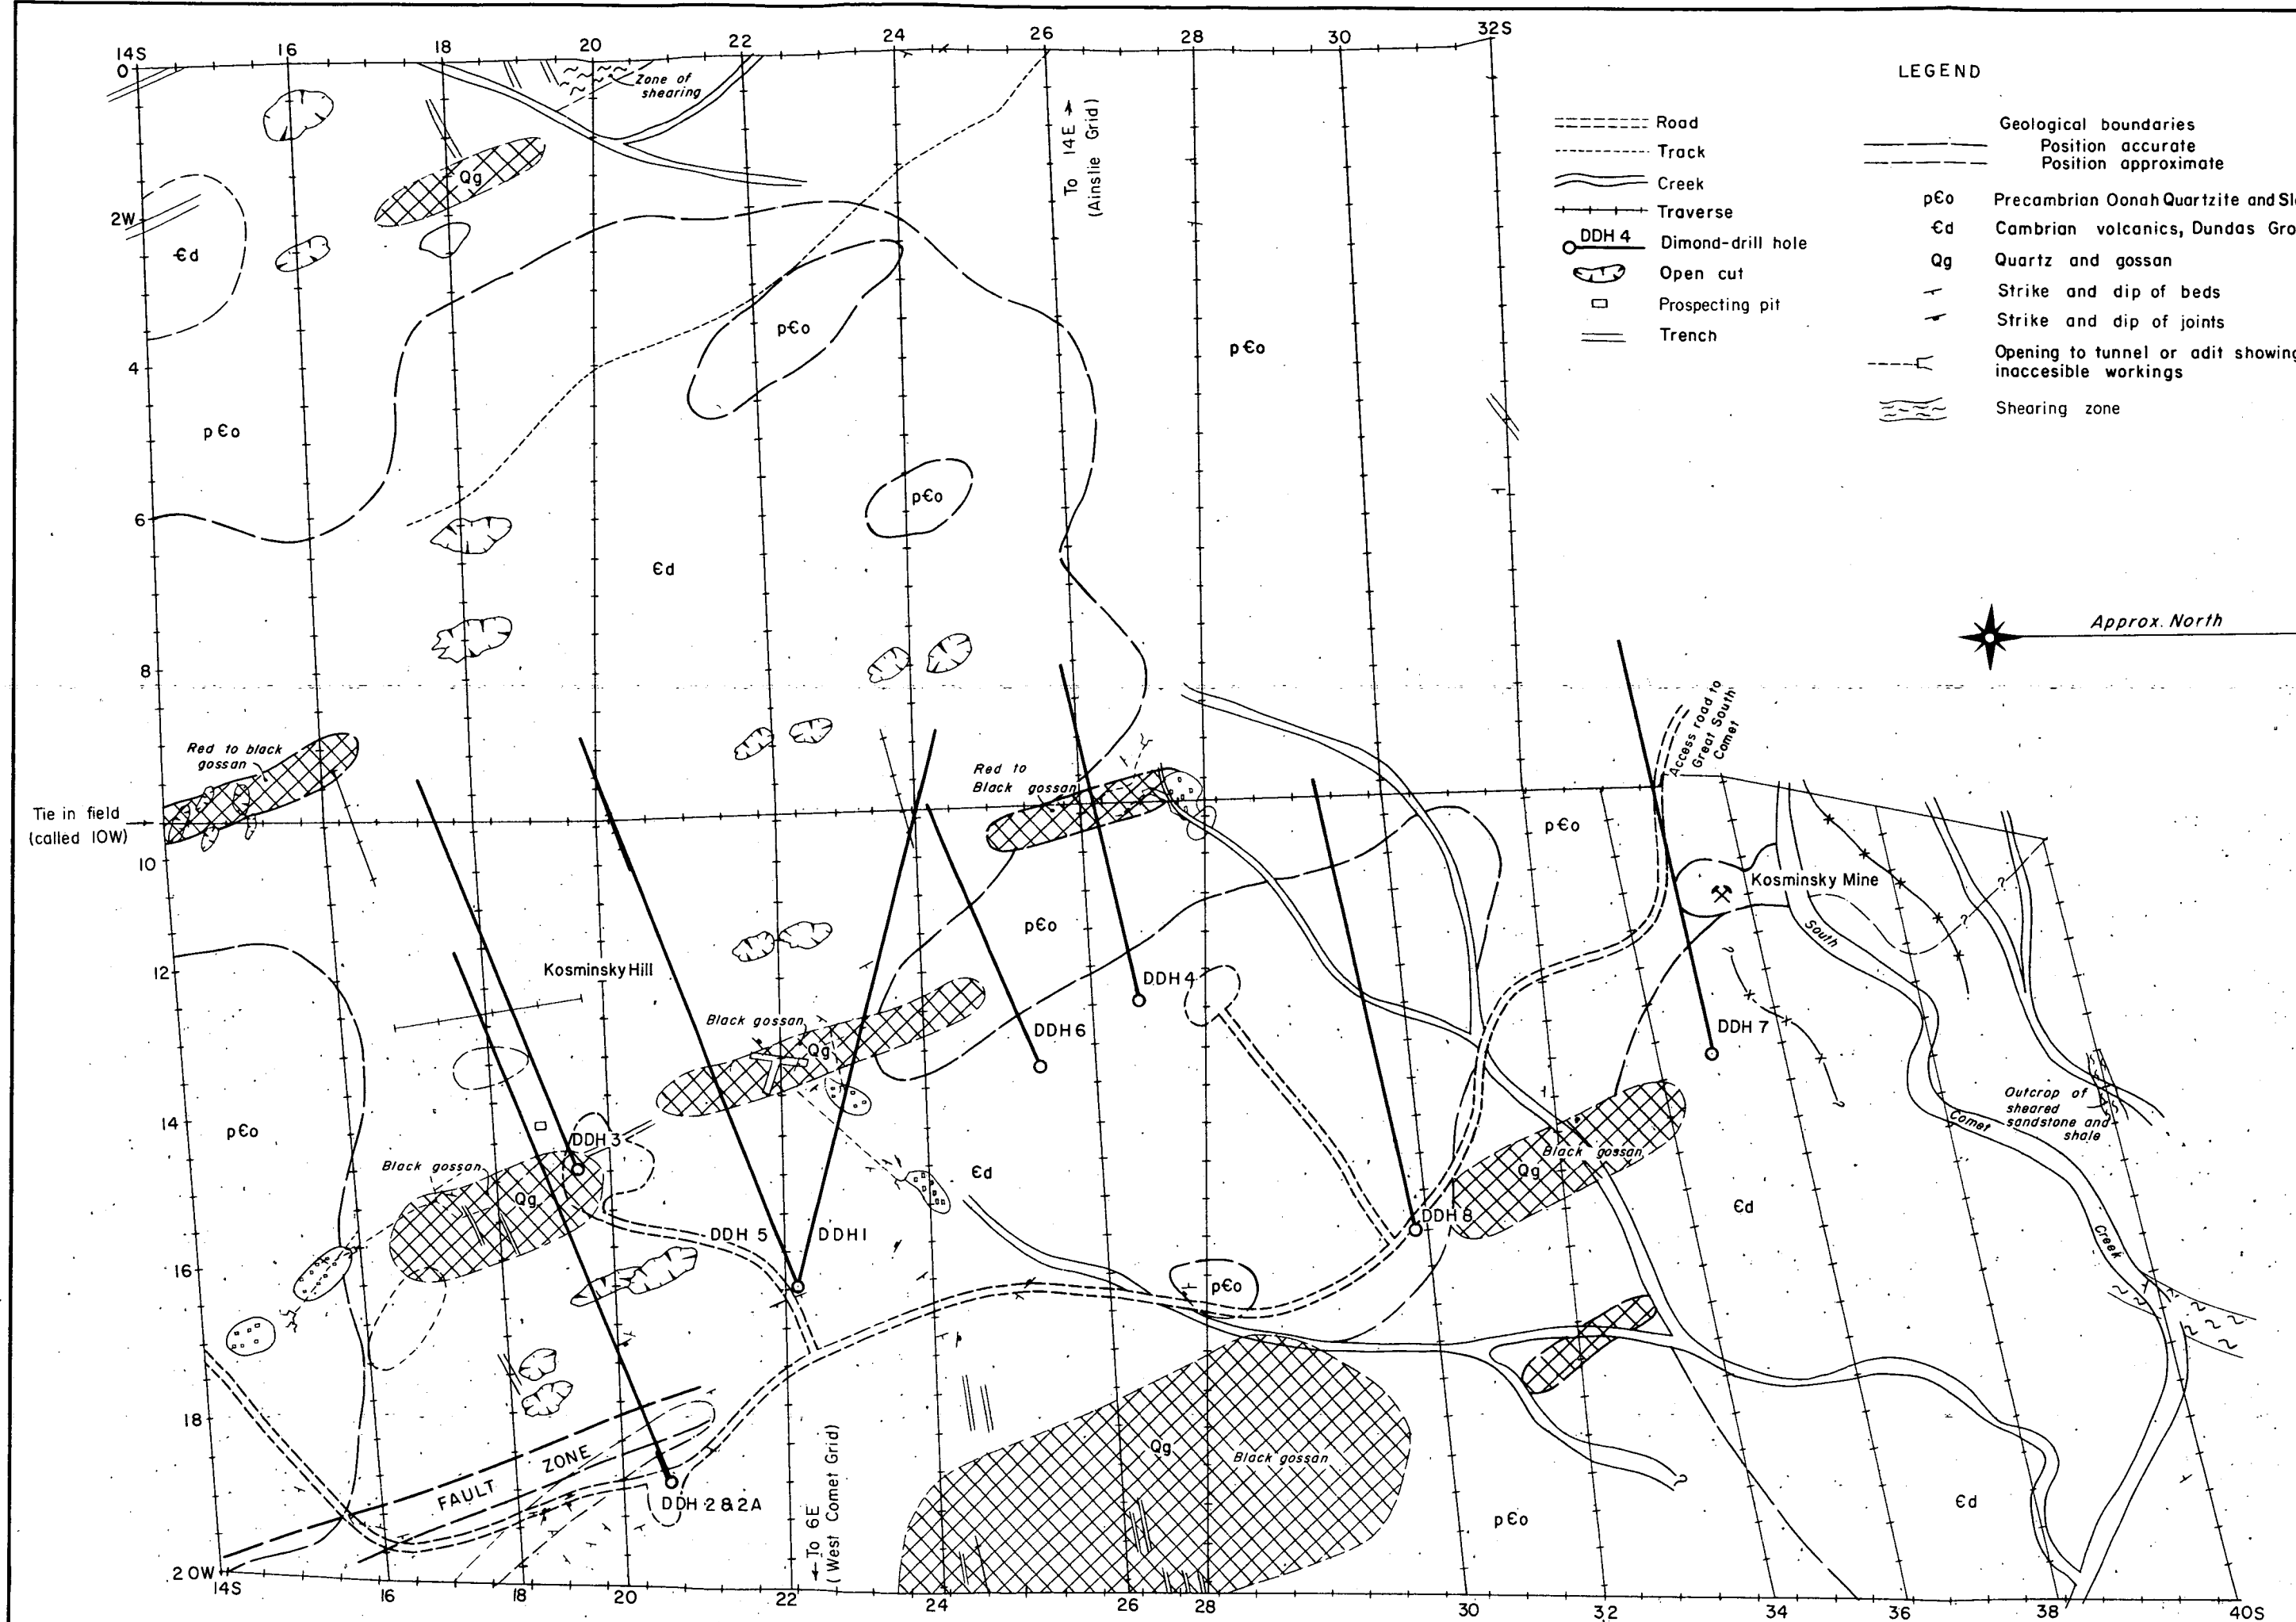 14S
16
18
20
22
24
26
28
30
32S
0
2W
4
6
8
10
12
14
16
18
20W
Zone of
shearing
To 14E →
(Ainslie Grid)
LEGEND
Road
Track
Creek
Traverse
DDH 4
Dimond-drill hole
Open cut
Prospecting pit
Trench
Geological boundaries
Position accurate
Position approximate
p€o
Precambrian Oonah Quartzite and Sl
€d
Cambrian volcanics, Dundas Gro
Qg
Quartz and gossan
Strike and dip of beds
Strike and dip of joints
Opening to tunnel or adit showing
inaccesible workings
Shearing zone
Approx. North
Qg
€d
p€o
p€o
p€o
p€o
€d
Red to black
gossan
Tie in field
(called 10W)
Red to
Black gossan
Access road to
Great South
Comet
p€o
Kosminsky Mine
?
South
p€o
Kosminsky Hill
DDH 4
DDH 6
DDH 7
?
?
?
Black gossan
Qg
Outcrop of
sheared
sandstone and
shale
Comet
Creek
p€o
DDH 3
Black gossan
Qg
€d
Black gossan
Qg
€d
DDH 5
DDH 1
DDH 8
p€o
FAULT ZONE
DDH 2 & 2A
← To 6E
(West Comet Grid)
Qg
Black gossan
?
p€o
€d
14S
16
18
20
22
24
26
28
30
32
34
36
38
40S